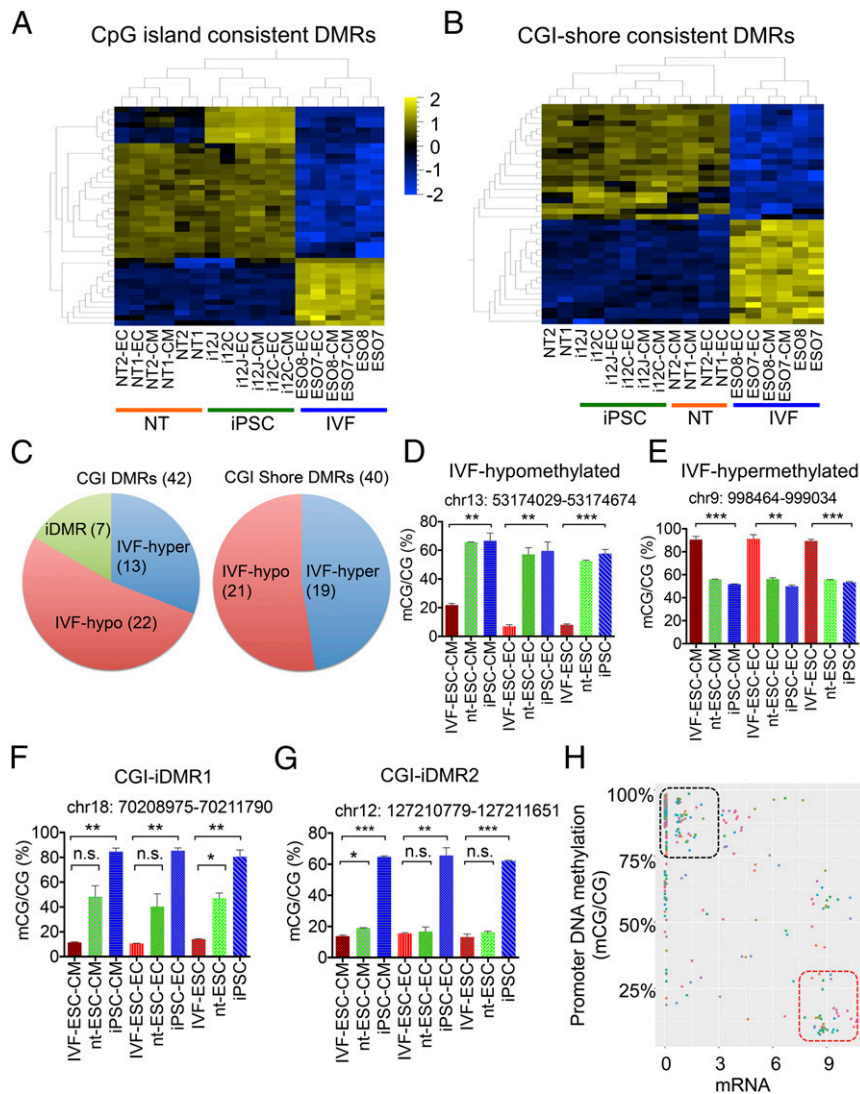 A
CpG island consistent DMRs
2
1
0
-1
-2
NT2-EC
NT1-EC
NT2-CM
NT1-CM
NT2
NT1
i12J
i12C
i12J-EC
i12J-CM
i12C-EC
i12C-CM
ESO8-EC
ESO7-EC
ESO8-CM
ESO7-CM
ESO8
ESO7
NT
iPSC
IVF
B
CGI-shore consistent DMRs
NT2
NT1
i12J
i12C
i12J-EC
i12C-EC
i12J-CM
i12C-CM
NT2-CM
NT1-CM
NT2-EC
NT1-EC
ESO8-EC
ESO7-EC
ESO8-CM
ESO7-CM
ESO8
ESO7
iPSC
NT
IVF
C
CGI DMRs (42)
iDMR (7)
IVF-hyper
(13)
IVF-hypo (22)
CGI Shore DMRs (40)
IVF-hypo
(21)
IVF-hyper
(19)
D
IVF-hypomethylated
chr13: 53174029-53174674
** ** ***
mCG/CG (%)
80
60
40
20
0
IVF-ESC-CM
nt-ESC-CM
iPSC-CM
IVF-ESC-EC
nt-ESC-EC
iPSC-EC
IVF-ESC
nt-ESC
iPSC
E
IVF-hypermethylated
chr9: 998464-999034
*** ** ***
mCG/CG (%)
100
80
60
40
20
0
IVF-ESC-CM
nt-ESC-CM
iPSC-CM
IVF-ESC-EC
nt-ESC-EC
iPSC-EC
IVF-ESC
nt-ESC
iPSC
F
CGI-iDMR1
chr18: 70208975-70211790
** ** **
n.s. n.s. *
mCG/CG (%)
100
80
60
40
20
0
IVF-ESC-CM
nt-ESC-CM
iPSC-CM
IVF-ESC-EC
nt-ESC-EC
iPSC-EC
IVF-ESC
nt-ESC
iPSC
G
CGI-iDMR2
chr12: 127210779-127211651
*** ** ***
* n.s. n.s.
mCG/CG (%)
80
60
40
20
0
IVF-ESC-CM
nt-ESC-CM
iPSC-CM
IVF-ESC-EC
nt-ESC-EC
iPSC-EC
IVF-ESC
nt-ESC
iPSC
H
Promoter DNA methylation
(mCG/CG)
100%
75%
50%
25%
0 3 6 9
mRNA